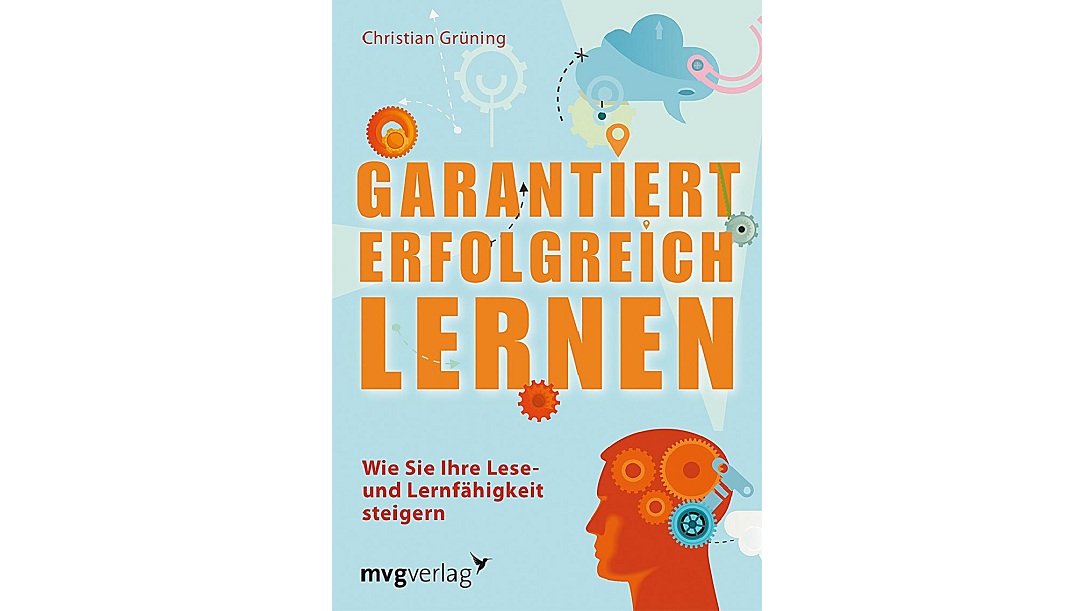 Christian Grüning
GARANTIERT
ERFOLGREICH
LERNEN
Wie Sie Ihre Lese-
und Lernfähigkeit
steigern
mvgverlag